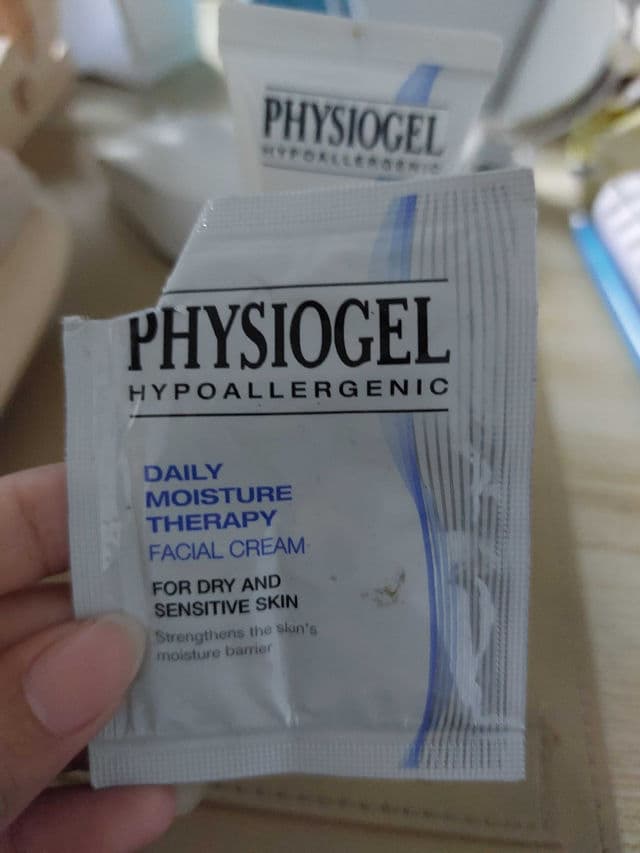 PHYSIOGEL
HYPOALLERGENIC
PHYSIOGEL
HYPOALLERGENIC
DAILY
MOISTURE
THERAPY
FACIAL CREAM
FOR DRY AND
SENSITIVE SKIN
Strengthens the skin's
moisture barrier